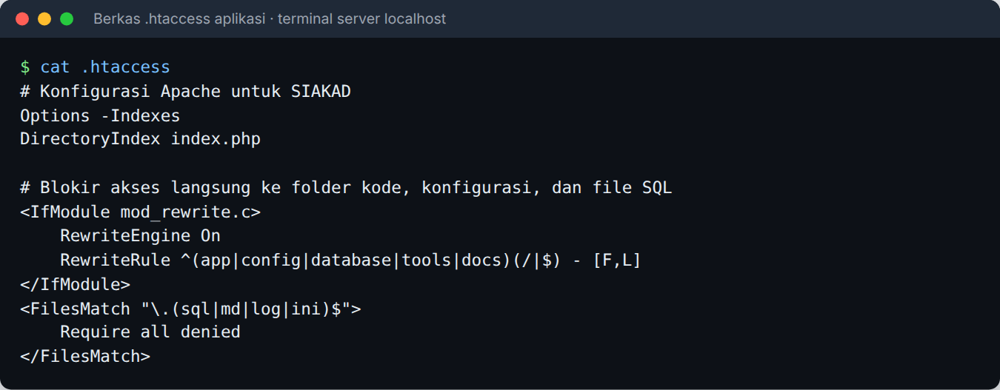 Berkas .htaccess aplikasi · terminal server localhost
$ cat .htaccess
# Konfigurasi Apache untuk SIAKAD
Options -Indexes
DirectoryIndex index.php

# Blokir akses langsung ke folder kode, konfigurasi, dan file SQL
<IfModule mod_rewrite.c>
    RewriteEngine On
    RewriteRule ^(app|config|database|tools|docs)(/|$) - [F,L]
</IfModule>
<FilesMatch "\.(sql|md|log|ini)$">
    Require all denied
</FilesMatch>